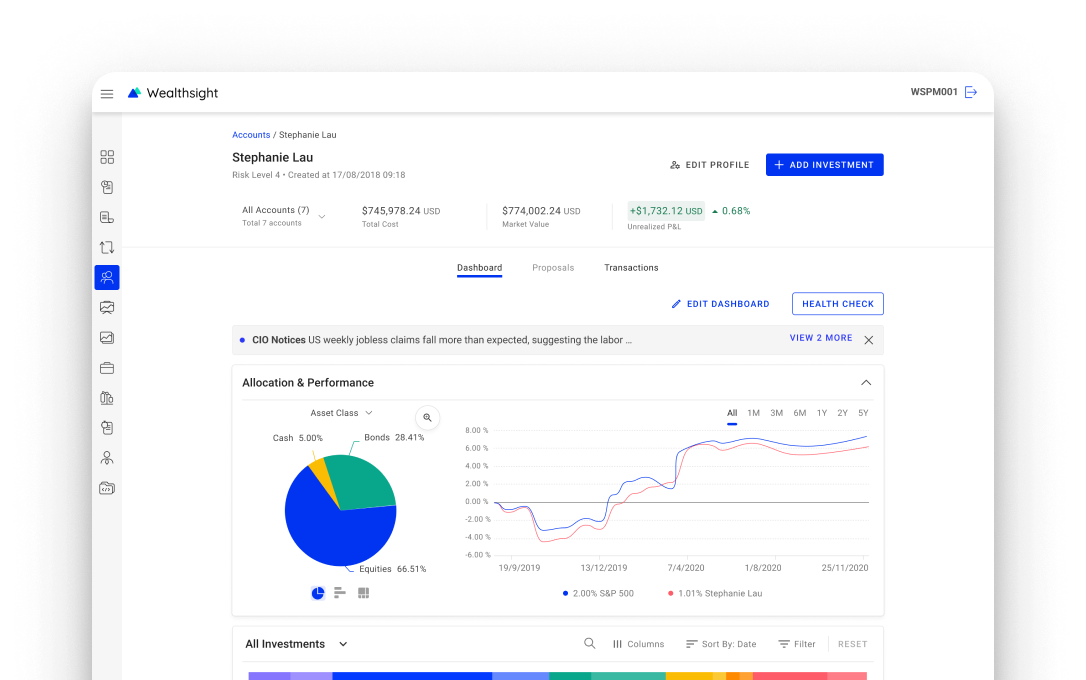 Wealthsight
WSPM001
Accounts / Stephanie Lau
Stephanie Lau
EDIT PROFILE
ADD INVESTMENT
Risk Level 4 • Created at 17/08/2018 09:18
All Accounts (7)
Total 7 accounts
$745,978.24 USD
Total Cost
$774,002.24 USD
Market Value
+$1,732.12 USD
0.68%
Unrealized P&L
Dashboard
Proposals
Transactions
EDIT DASHBOARD
HEALTH CHECK
CIO Notices US weekly jobless claims fall more than expected, suggesting the labor ...
VIEW 2 MORE
Allocation & Performance
Asset Class
Cash 5.00%
Bonds 28.41%
Equities 66.51%
All 1M 3M 6M 1Y 2Y 5Y
8.00 %
6.00 %
4.00 %
2.00 %
0.00 %
-2.00 %
-4.00 %
-6.00 %
19/9/2019 13/12/2019 7/4/2020 1/8/2020 25/11/2020
2.00% S&P 500
1.01% Stephanie Lau
All Investments
Columns
Sort By: Date
Filter
RESET